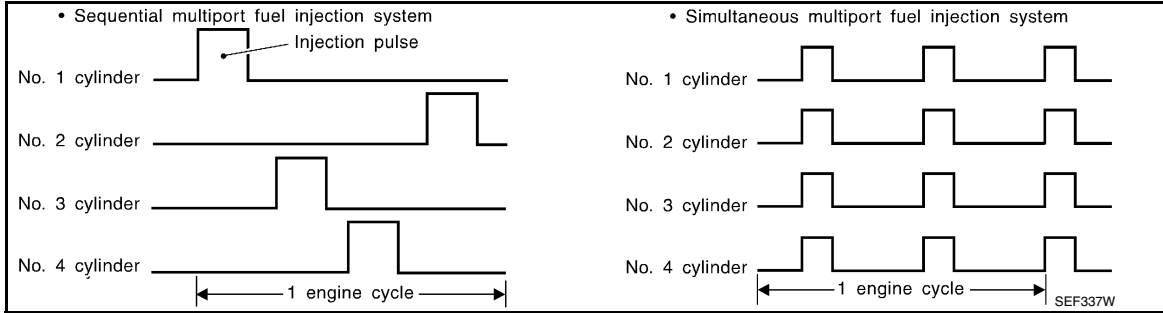 • Sequential multiport fuel injection system
Injection pulse
No. 1 cylinder
No. 2 cylinder
No. 3 cylinder
No. 4 cylinder
1 engine cycle
• Simultaneous multiport fuel injection system
No. 1 cylinder
No. 2 cylinder
No. 3 cylinder
No. 4 cylinder
1 engine cycle
SEF337W